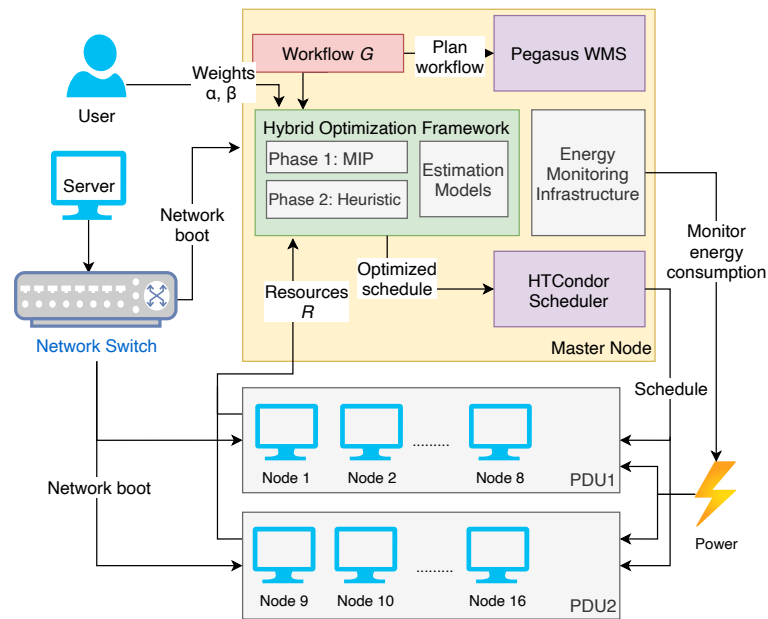 Workflow G
Plan
workflow
Pegasus WMS
Weights
α, β
User
Hybrid Optimization Framework
Phase 1: MIP
Phase 2: Heuristic
Estimation
Models
Energy
Monitoring
Infrastructure
Server
Network
boot
Monitor
energy
consumption
Optimized
schedule
HTCondor
Scheduler
Resources
R
Network Switch
Master Node
Schedule
Node 1
Node 2
.........
Node 8
PDU1
Network boot
Power
Node 9
Node 10
.........
Node 16
PDU2